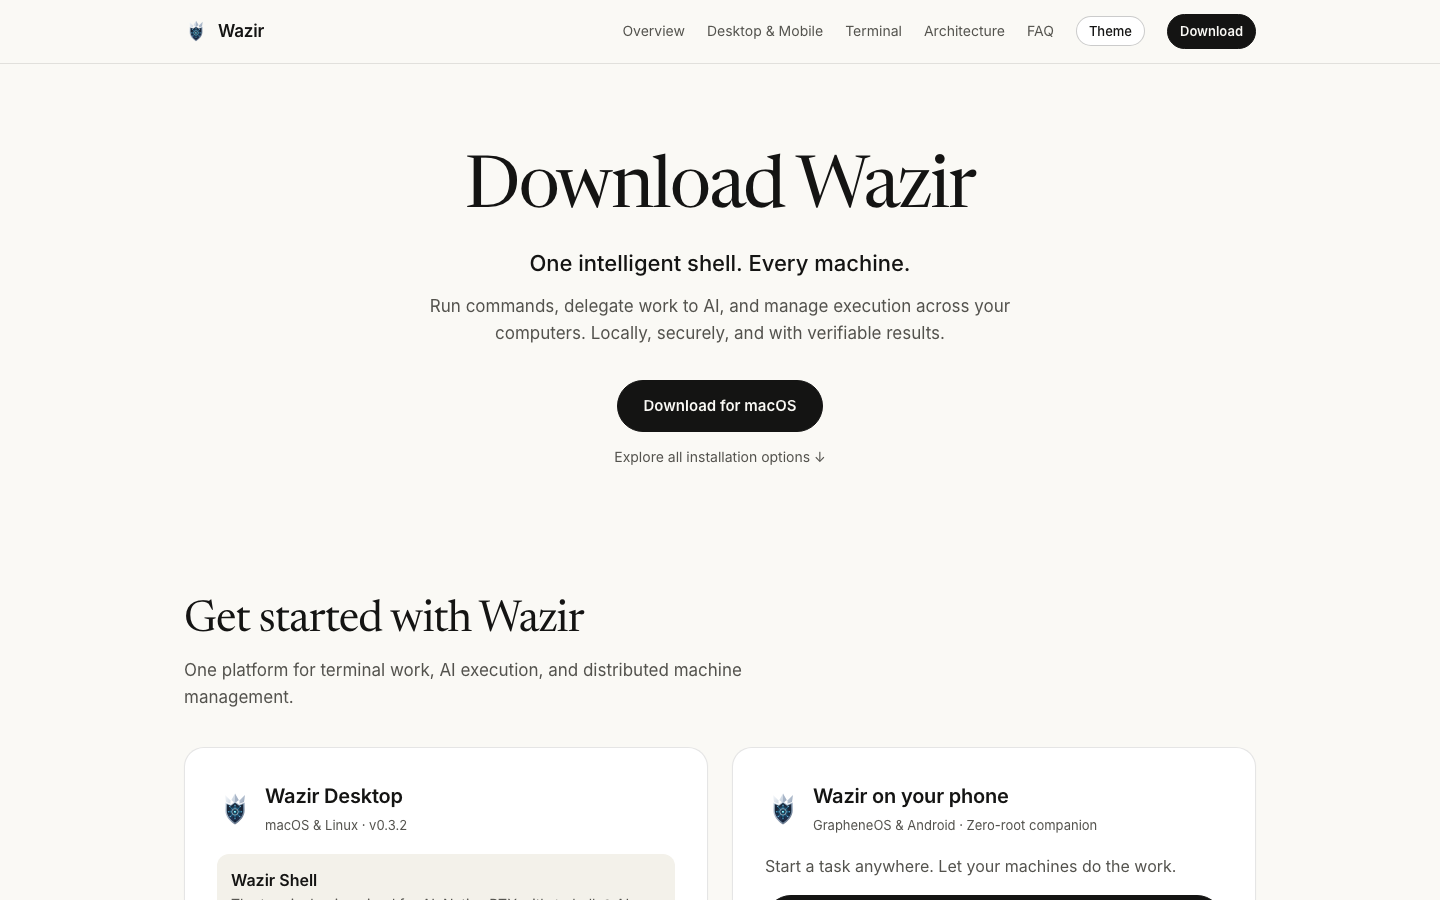 Wazir
Overview
Desktop & Mobile
Terminal
Architecture
FAQ
Theme
Download
Download Wazir
One intelligent shell. Every machine.
Run commands, delegate work to AI, and manage execution across your
computers. Locally, securely, and with verifiable results.
Download for macOS
Explore all installation options ↓
Get started with Wazir
One platform for terminal work, AI execution, and distributed machine
management.
Wazir Desktop
macOS & Linux · v0.3.2
Wazir Shell
Wazir on your phone
GrapheneOS & Android · Zero-root companion
Start a task anywhere. Let your machines do the work.